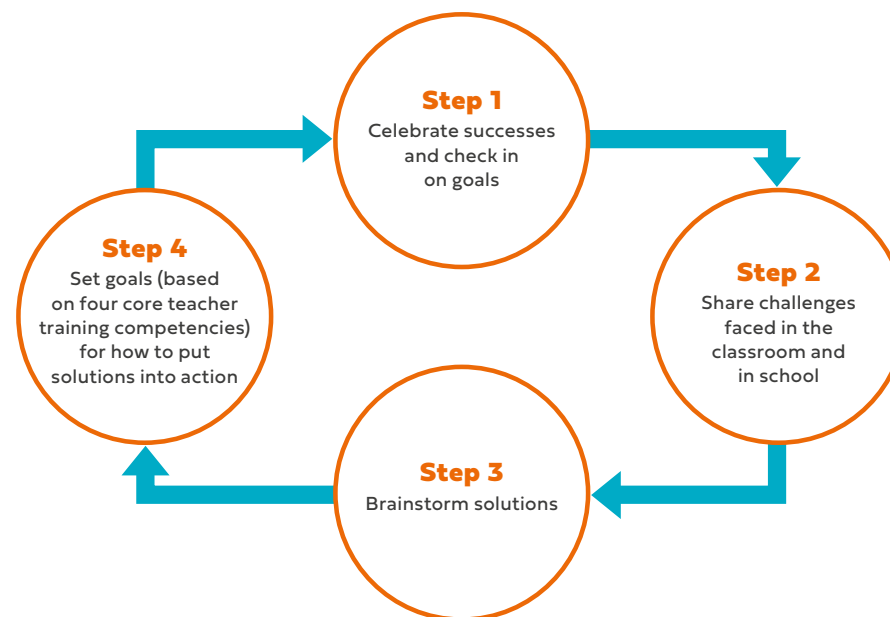 Step 1
Celebrate successes
and check in
on goals
Step 2
Share challenges
faced in the
classroom and
in school
Step 3
Brainstorm solutions
Step 4
Set goals (based
on four core teacher
training competencies)
for how to put
solutions into action